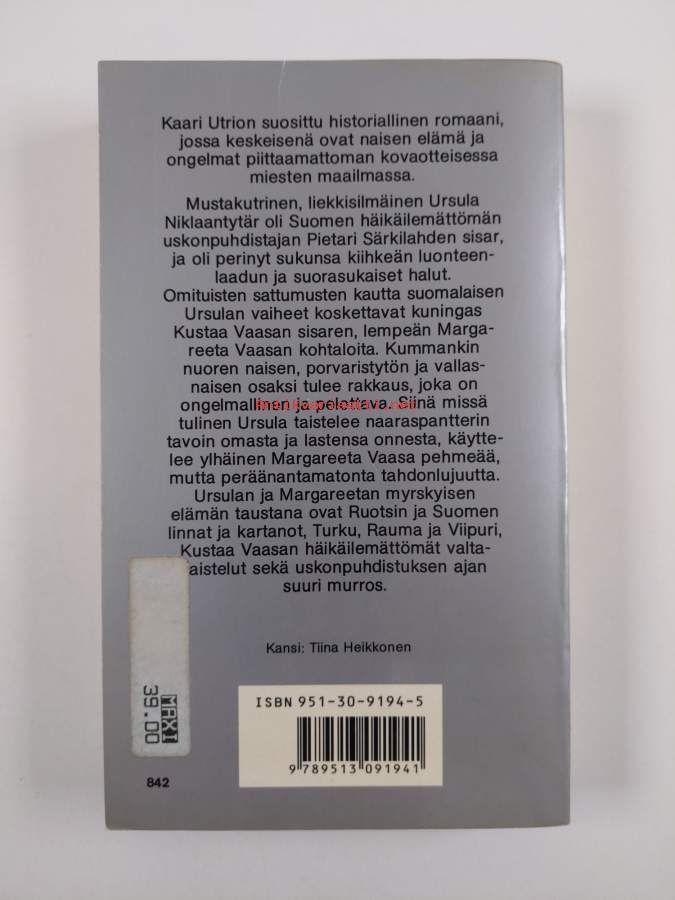 Kaari Utrion suosittu historiallinen romaani,
jossa keskeisenä ovat naisen elämä ja
ongelmat piittaamattoman kovaotteisessa
miesten maailmassa.
Mustakutrinen, liekkisilmäinen Ursula
Niklaantytär oli Suomen häikäilemättömän
uskonpuhdistajan Pietari Särkilahden sisar,
ja oli perinyt sukunsa kiihkeän luonteen-
laadun ja suorasukaiset halut.
Omituisten sattumusten kautta suomalaisen
Ursulan vaiheet koskettavat kuningas
Kustaa Vaasan sisaren, lempeän Marga-
reeta Vaasan kohtaloita. Kummankin
nuoren naisen, porvaristytön ja vallas-
naisen osaksi tulee rakkaus, joka on
ongelmallinen ja pelottava. Siinä missä
tulinen Ursula taistelee naaraspantterin
tavoin omasta ja lastensa onnesta, käytte-
lee ylhäinen Margareeta Vaasa pehmeää,
mutta peräänantamatonta tahdonlujuutta.
Ursulan ja Margareetan myrskyisen
elämän taustana ovat Ruotsin ja Suomen
linnat ja kartanot, Turku, Rauma ja Viipuri,
Kustaa Vaasan häikäilemättömät valta-
aistelut sekä uskonpuhdistuksen ajan
suuri murros.
Kansi: Tiina Heikkonen
ISBN 951-30-9194-5
9 789513 091941
MAXI
39.00
842